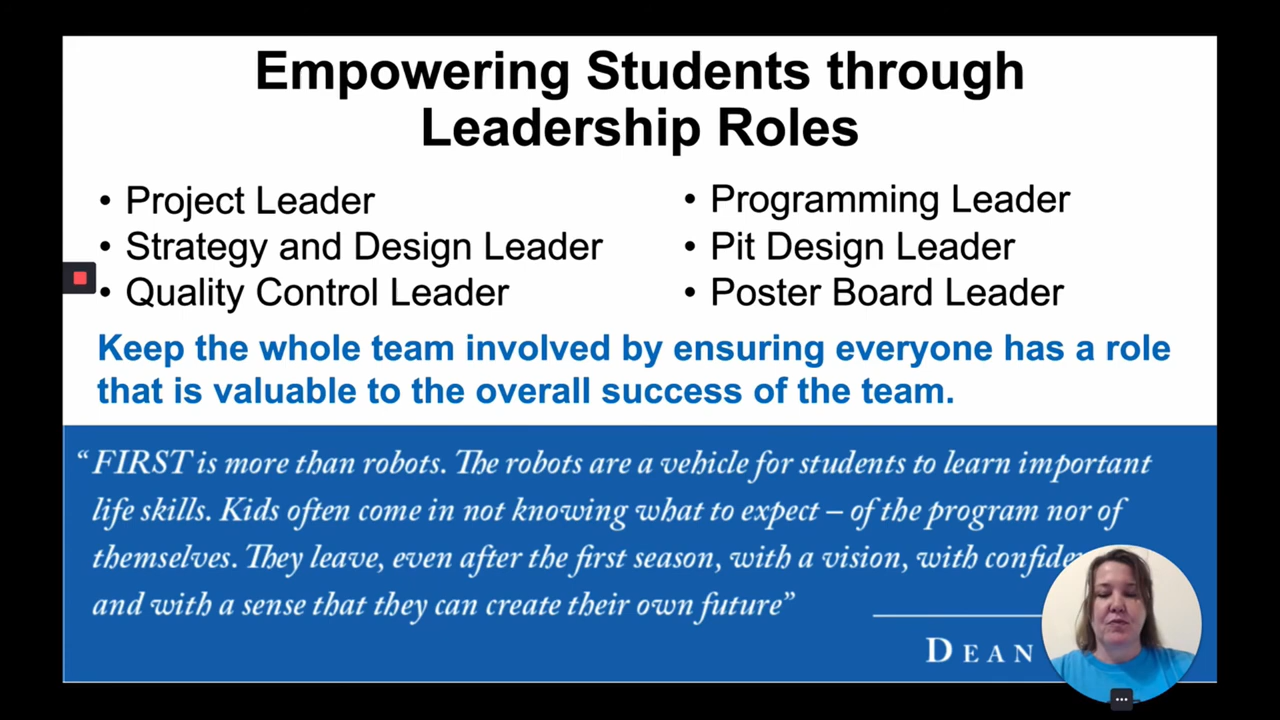 Empowering Students through
Leadership Roles
• Project Leader
• Strategy and Design Leader
• Quality Control Leader
• Programming Leader
• Pit Design Leader
• Poster Board Leader
Keep the whole team involved by ensuring everyone has a role
that is valuable to the overall success of the team.
“FIRST is more than robots. The robots are a vehicle for students to learn important
life skills. Kids often come in not knowing what to expect – of the program nor of
themselves. They leave, even after the first season, with a vision, with
and with a sense that they can create their own future”
DEAN